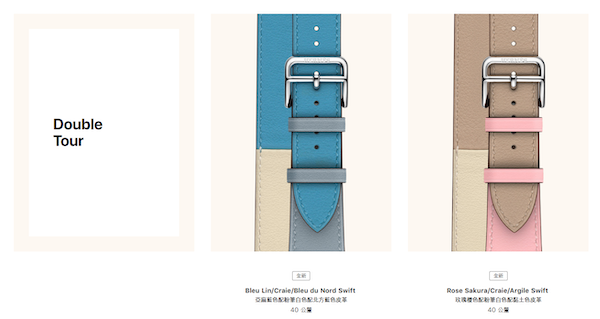 Double
Tour
全新
Bleu Lin/Craie/Bleu du Nord Swift
亞麻藍色配粉筆白色配北方藍色皮革
40 公釐
全新
Rose Sakura/Craie/Argile Swift
玫瑰櫻色配粉筆白色配黏土色皮革
40 公釐